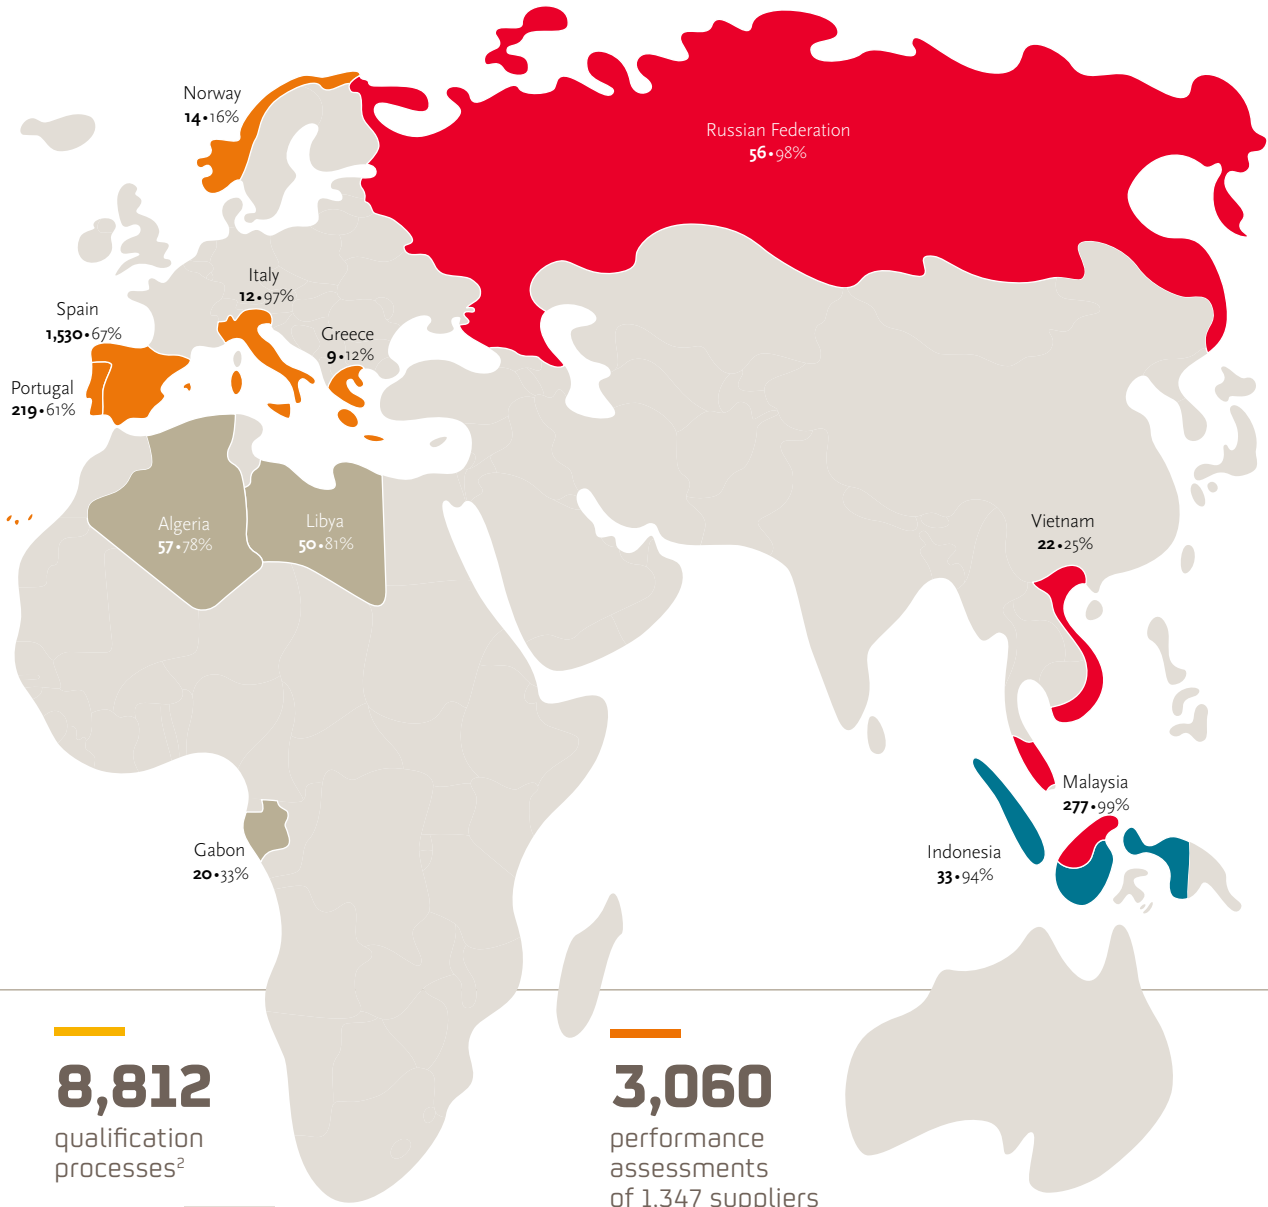 Norway
14•16%
Russian Federation
56•98%
Italy
12•97%
Spain
1,530•67%
Greece
9•12%
Portugal
219•61%
Algeria
57•78%
Libya
50•81%
Vietnam
22•25%
Malaysia
277•99%
Gabon
20•33%
Indonesia
33•94%
8,812
qualification
processes²
3,060
performance
assessments
of 1,347 suppliers